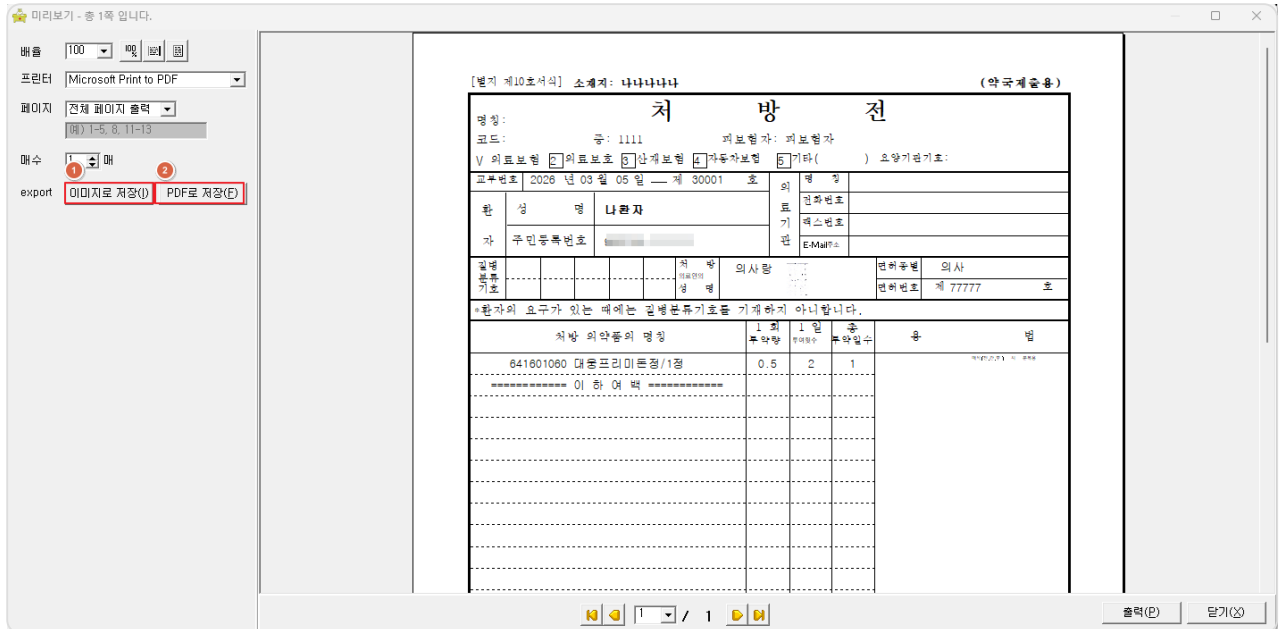 미리보기 - 총 1쪽 입니다.
배율 100
프린터 Microsoft Print to PDF
페이지 전체 페이지 출력
예) 1-5, 8, 11-13
매수 1 매
1 2
export 이미지로 저장(I) PDF로 저장(F)
[별지 제10호서식] 소재지: 나나나나나 (약국제출용)
처 방 전
명칭:
코드: 증: 1111 피보험자: 피보험자
V 의료보험 2 의료보호 3 산재보험 4 자동차보험 5 기타( ) 요양기관기호:
교부번호 2026 년 03 월 05 일 제 30001 호
의료기관
명 칭
전화번호
팩스번호
E-Mail주소
환자
성 명 나환자
주민등록번호
질병분류기호
처 방
의료인의
성 명
의사랑
면허종별 의사
면허번호 제 77777 호
*환자의 요구가 있는 때에는 질병분류기호를 기재하지 아니합니다.
처방 의약품의 명칭
1 회
투약량
1 일
투여횟수
총
투약일수
용 법
641601060 대웅프리미돈정/1정 0.5 2 1
============ 이 하 여 백 ============
1 / 1
출력(P) 닫기(X)